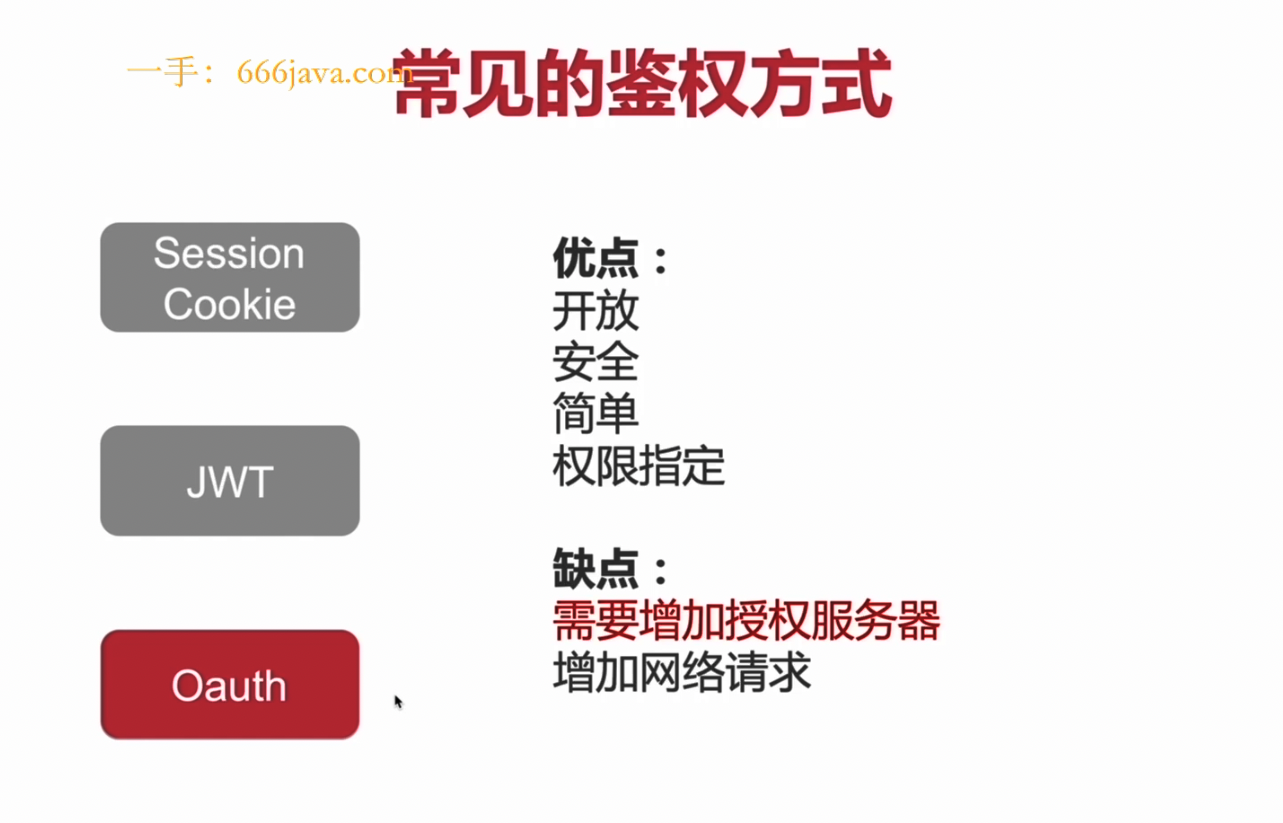 一手：666java.com
常见的鉴权方式
Session
Cookie
JWT
Oauth
优点：
开放
安全
简单
权限指定
缺点：
需要增加授权服务器
增加网络请求